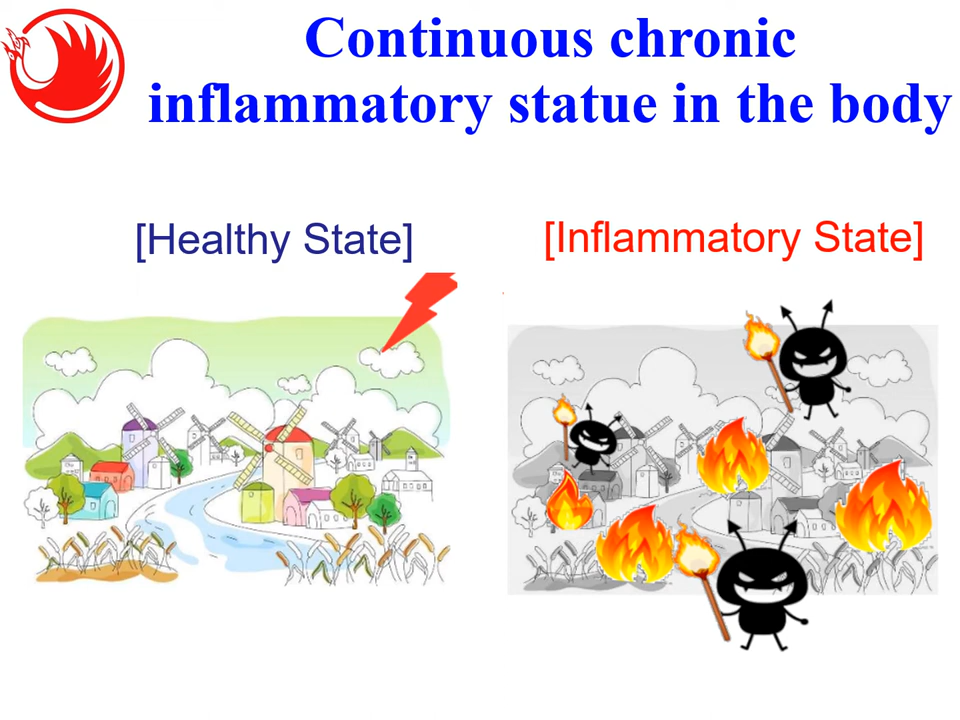 Continuous chronic
inflammatory statue in the body
[Healthy State]
[Inflammatory State]